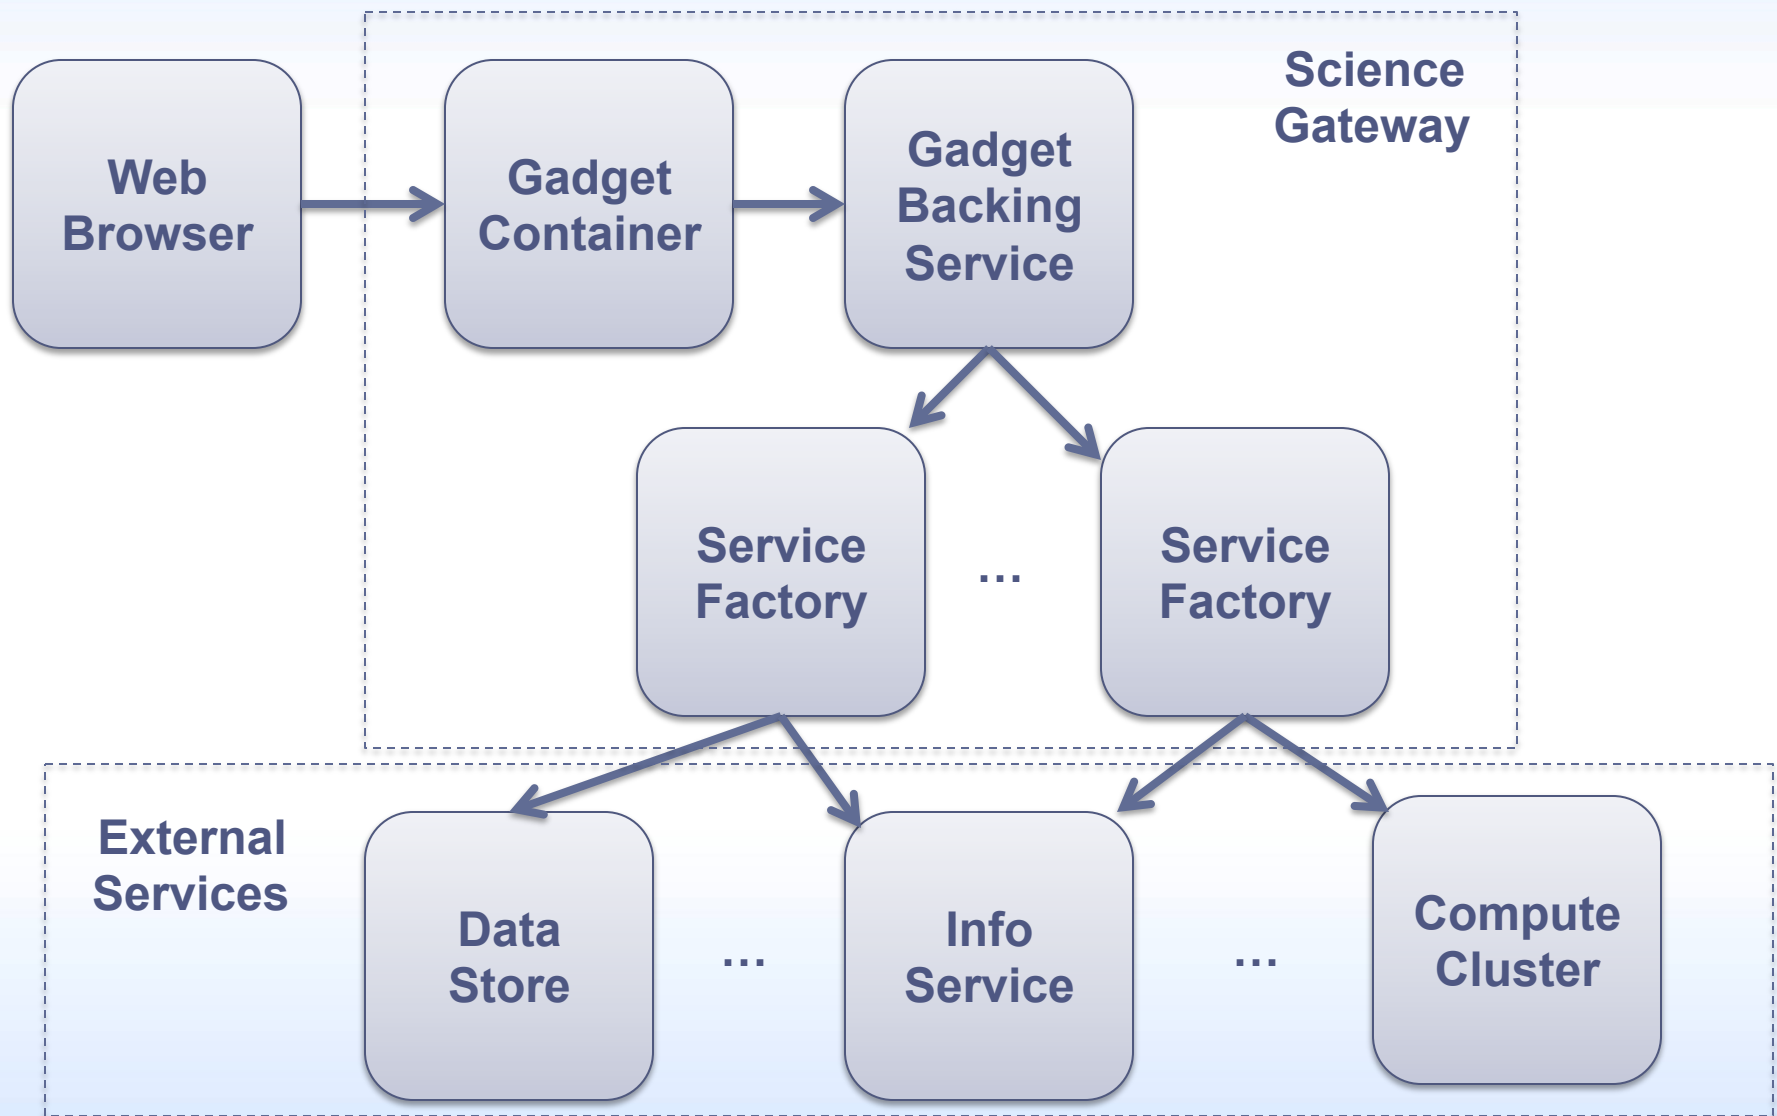 Science
Gateway
Web
Browser
Gadget
Container
Gadget
Backing
Service
Service
Factory
...
Service
Factory
External
Services
Data
Store
...
Info
Service
...
Compute
Cluster